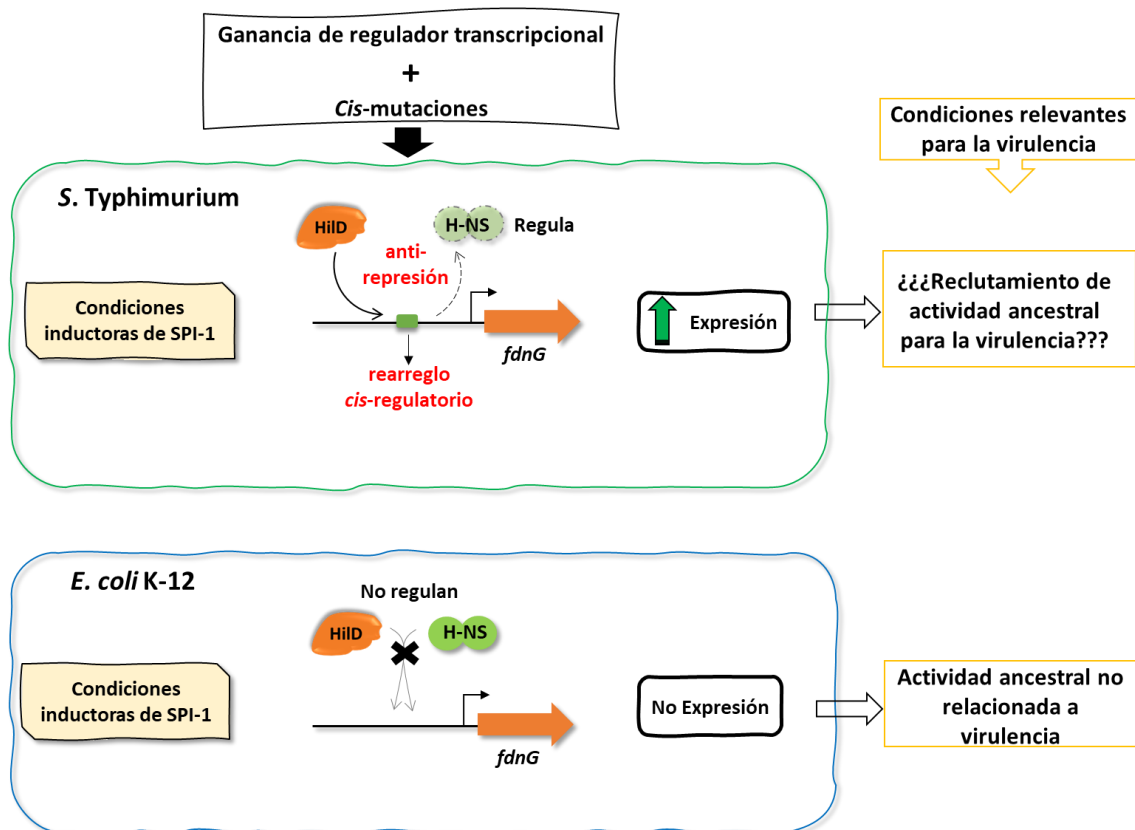 Ganancia de regulador transcripcional
+
Cis-mutaciones
Condiciones relevantes
para la virulencia
S. Typhimurium
HilD
H-NS
Regula
anti-
represión
Condiciones
inductoras de SPI-1
fdnG
rearreglo
cis-regulatorio
Expresión
¿¿¿Reclutamiento de
actividad ancestral
para la virulencia???
E. coli K-12
No regulan
HilD
H-NS
Condiciones
inductoras de SPI-1
fdnG
No Expresión
Actividad ancestral no
relacionada a
virulencia